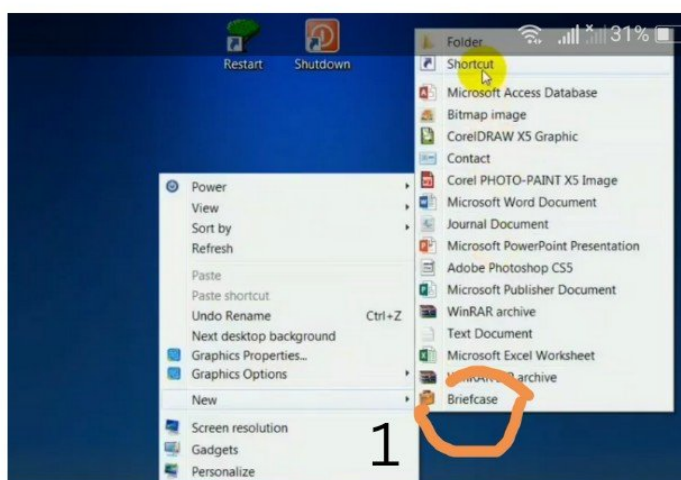 31%
Restart
Shutdown
Folder
Shortcut
Microsoft Access Database
Bitmap image
CorelDRAW X5 Graphic
Contact
Corel PHOTO-PAINT X5 Image
Microsoft Word Document
Journal Document
Microsoft PowerPoint Presentation
Adobe Photoshop CS5
Microsoft Publisher Document
WinRAR archive
Text Document
Microsoft Excel Worksheet
archive
Briefcase
Power
View
Sort by
Refresh
Paste
Paste shortcut
Undo Rename Ctrl+Z
Next desktop background
Graphics Properties...
Graphics Options
New
Screen resolution
Gadgets
Personalize
1